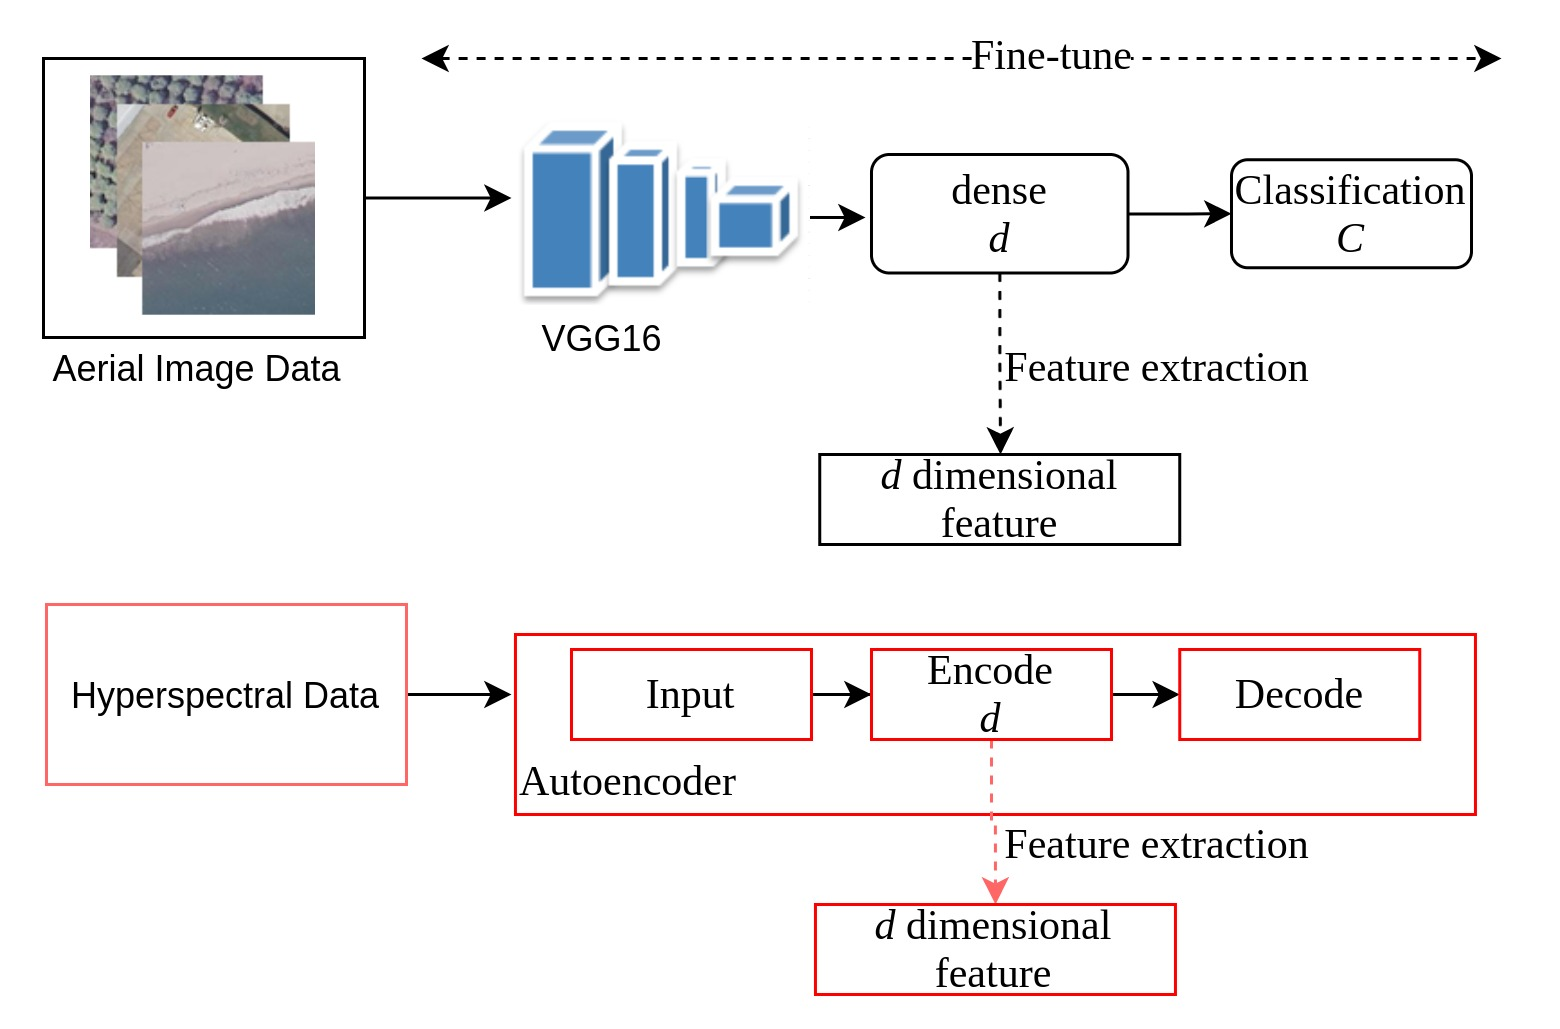 Fine-tune
dense
d
Classification
C
VGG16
Aerial Image Data
Feature extraction
d dimensional
feature
Hyperspectral Data
Input
Encode
d
Decode
Autoencoder
Feature extraction
d dimensional
feature